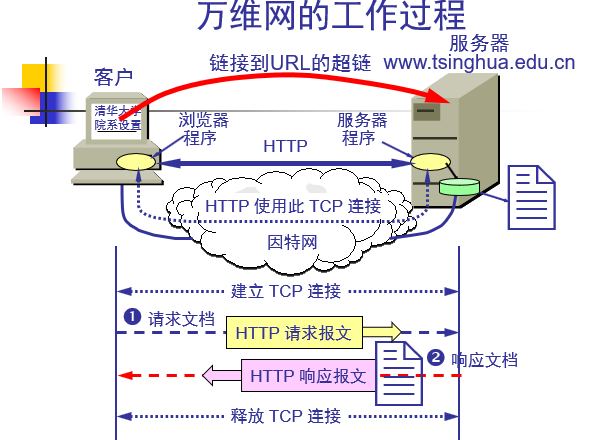 万维网的工作过程
服务器
链接到URL的超链 www.tsinghua.edu.cn
客户
清华大学
院系设置
浏览器
程序
服务器
程序
HTTP
HTTP 使用此 TCP 连接
因特网
建立 TCP 连接
❶ 请求文档
HTTP 请求报文
❷ 响应文档
HTTP 响应报文
释放 TCP 连接